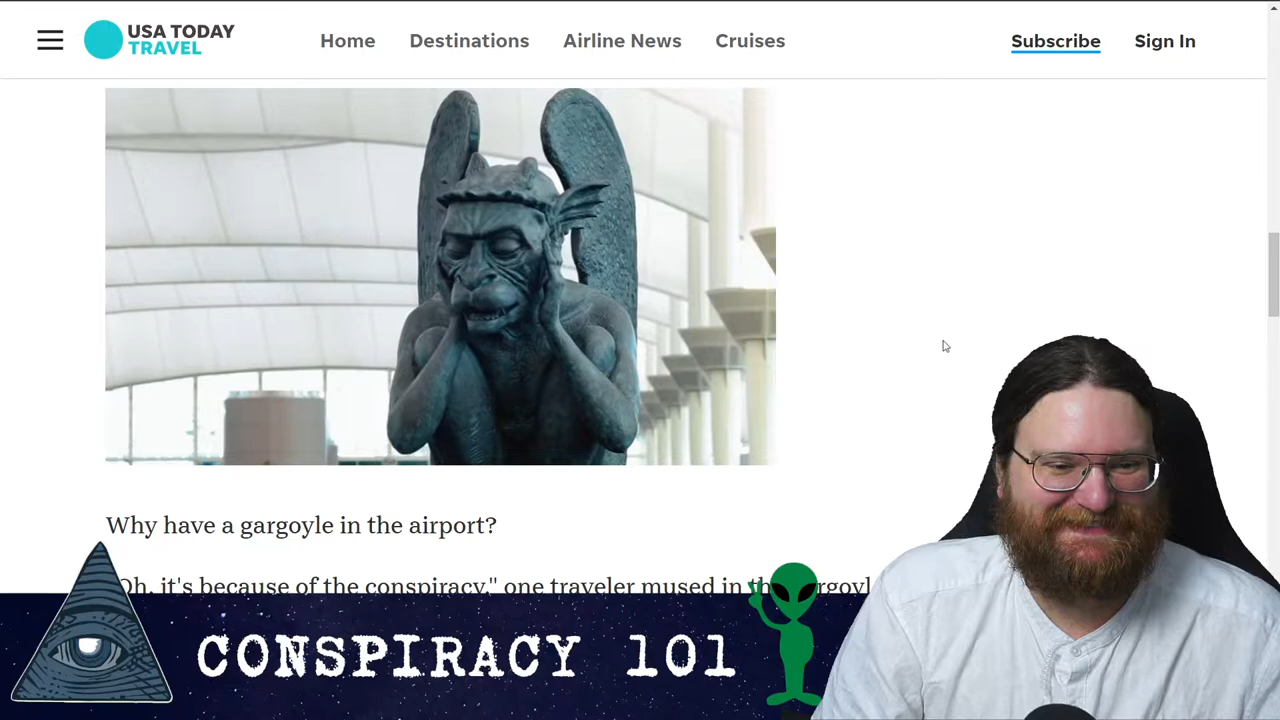 USA TODAY
TRAVEL
Home Destinations Airline News Cruises Subscribe Sign In
Why have a gargoyle in the airport?
Oh, it's because of the conspiracy," one traveler mused in
CONSPIRACY 101